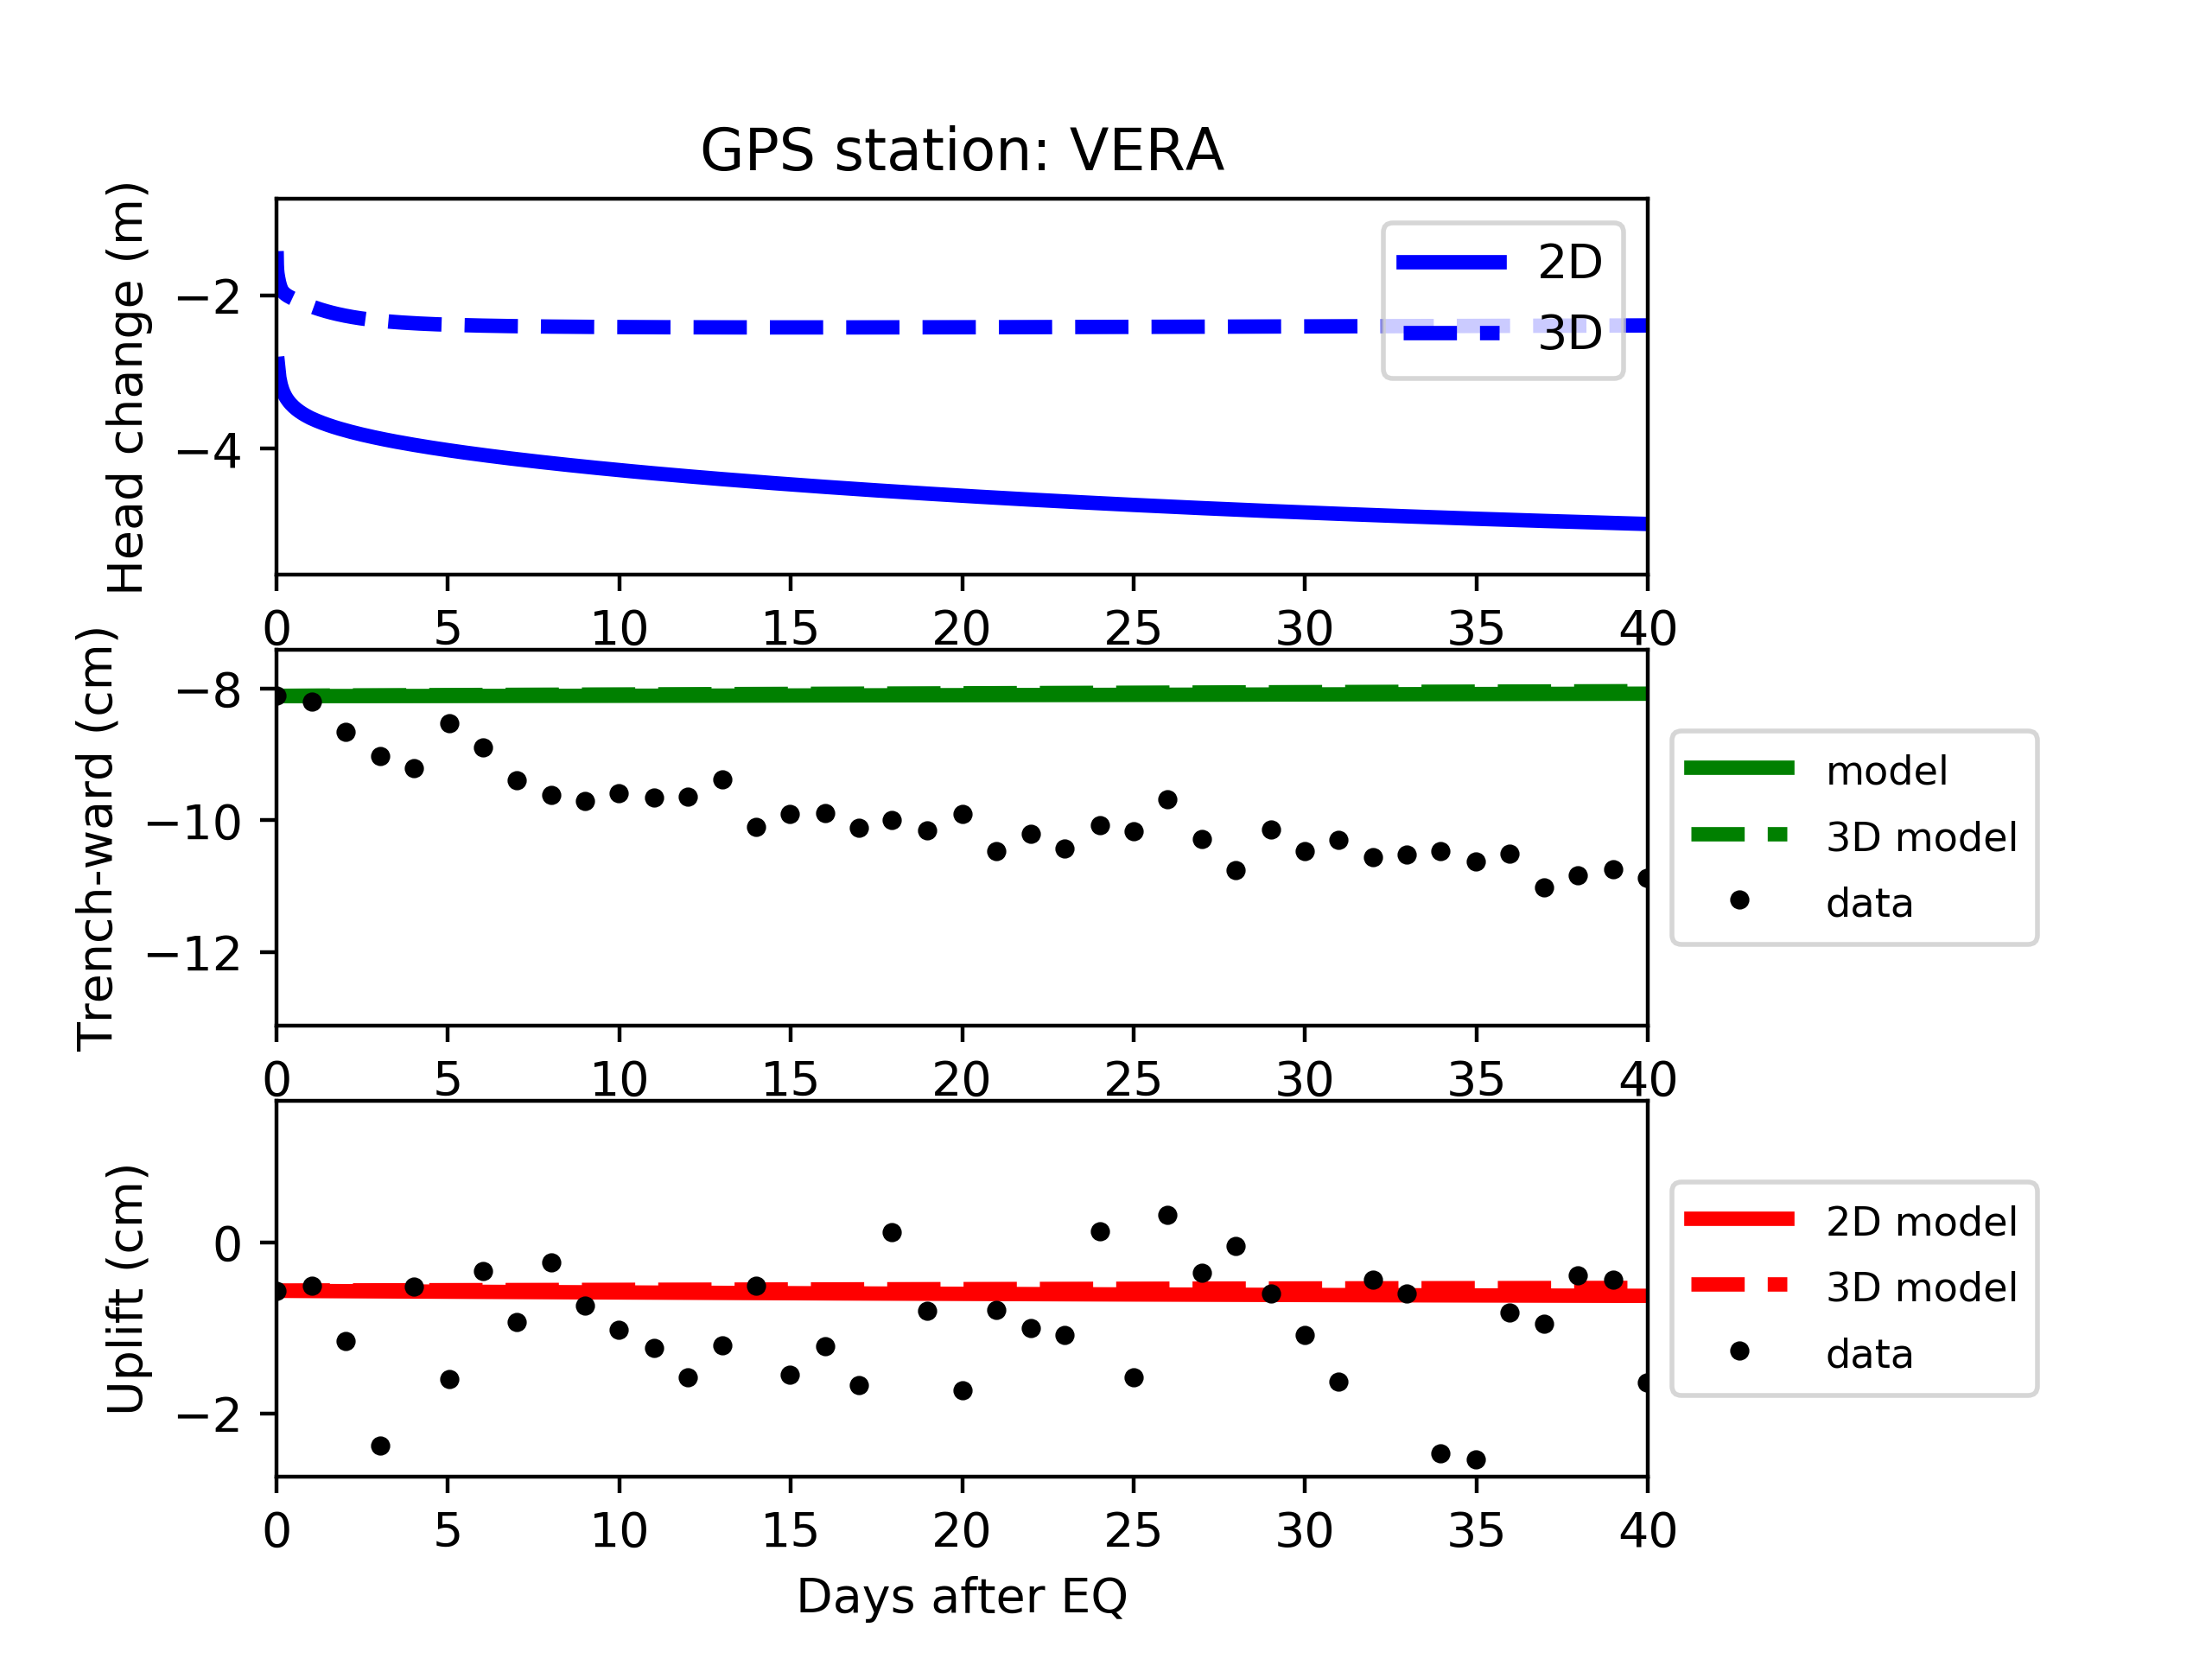 GPS station: VERA
Head change (m)
−2
−4
2D
3D
0 5 10 15 20 25 30 35 40
Trench-ward (cm)
−8
−10
−12
model
3D model
data
0 5 10 15 20 25 30 35 40
Uplift (cm)
0
−2
2D model
3D model
data
0 5 10 15 20 25 30 35 40
Days after EQ